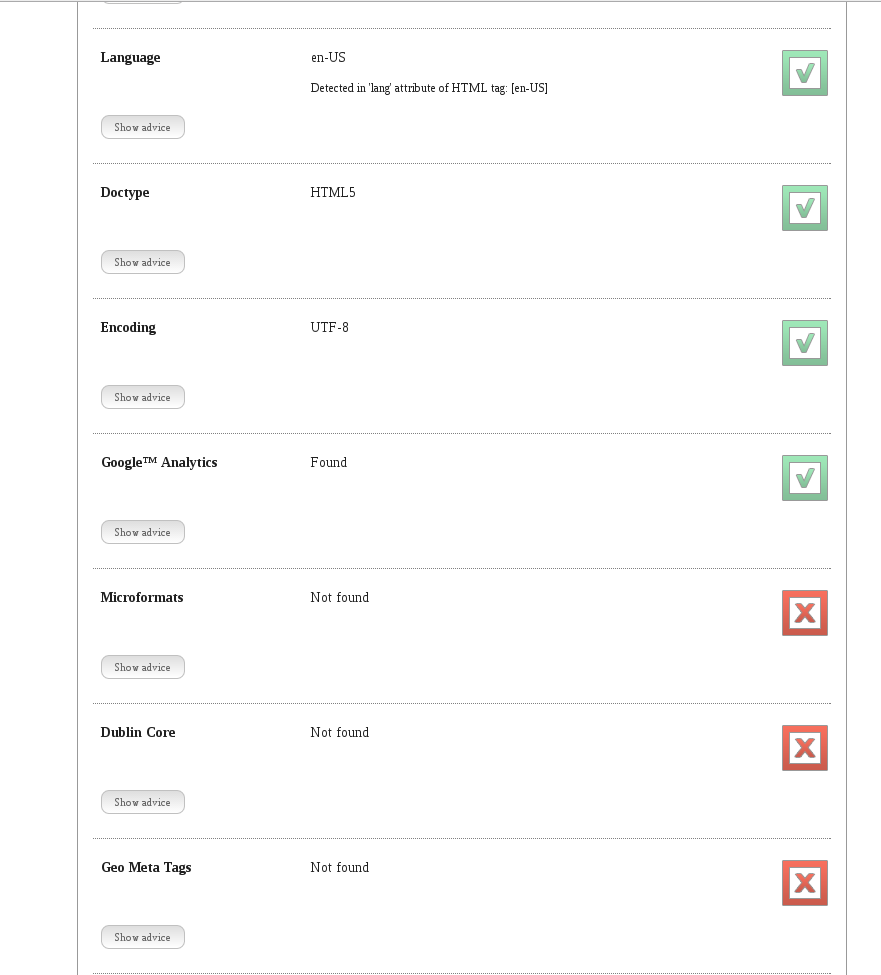 Language en-US
Detected in 'lang' attribute of HTML tag: [en-US]
Show advice
Doctype HTML5
Show advice
Encoding UTF-8
Show advice
Google™ Analytics Found
Show advice
Microformats Not found
Show advice
Dublin Core Not found
Show advice
Geo Meta Tags Not found
Show advice